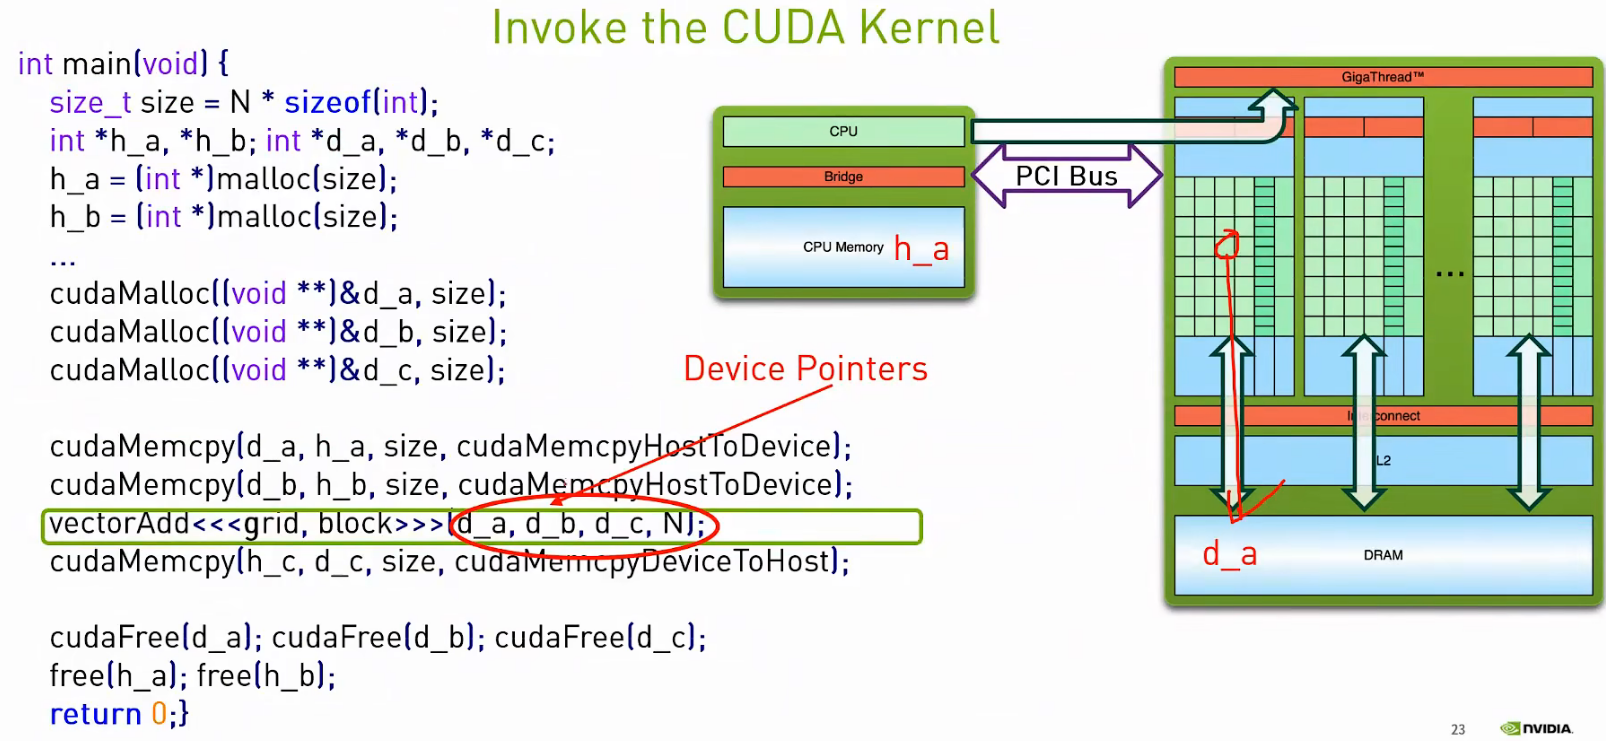 Invoke the CUDA Kernel
int main(void) {
size_t size = N * sizeof(int);
int *h_a, *h_b; int *d_a, *d_b, *d_c;
h_a = (int *)malloc(size);
h_b = (int *)malloc(size);
...
cudaMalloc((void **)&d_a, size);
cudaMalloc((void **)&d_b, size);
cudaMalloc((void **)&d_c, size);
cudaMemcpy(d_a, h_a, size, cudaMemcpyHostToDevice);
cudaMemcpy(d_b, h_b, size, cudaMemcpyHostToDevice);
vectorAdd<<<grid, block>>>(d_a, d_b, d_c, N);
cudaMemcpy(h_c, d_c, size, cudaMemcpyDeviceToHost);
cudaFree(d_a); cudaFree(d_b); cudaFree(d_c);
free(h_a); free(h_b);
return 0;}
Device Pointers
CPU
Bridge
CPU Memory h_a
PCI Bus
GigaThread™
...
Interconnect
L2
d_a DRAM
23 NVIDIA.